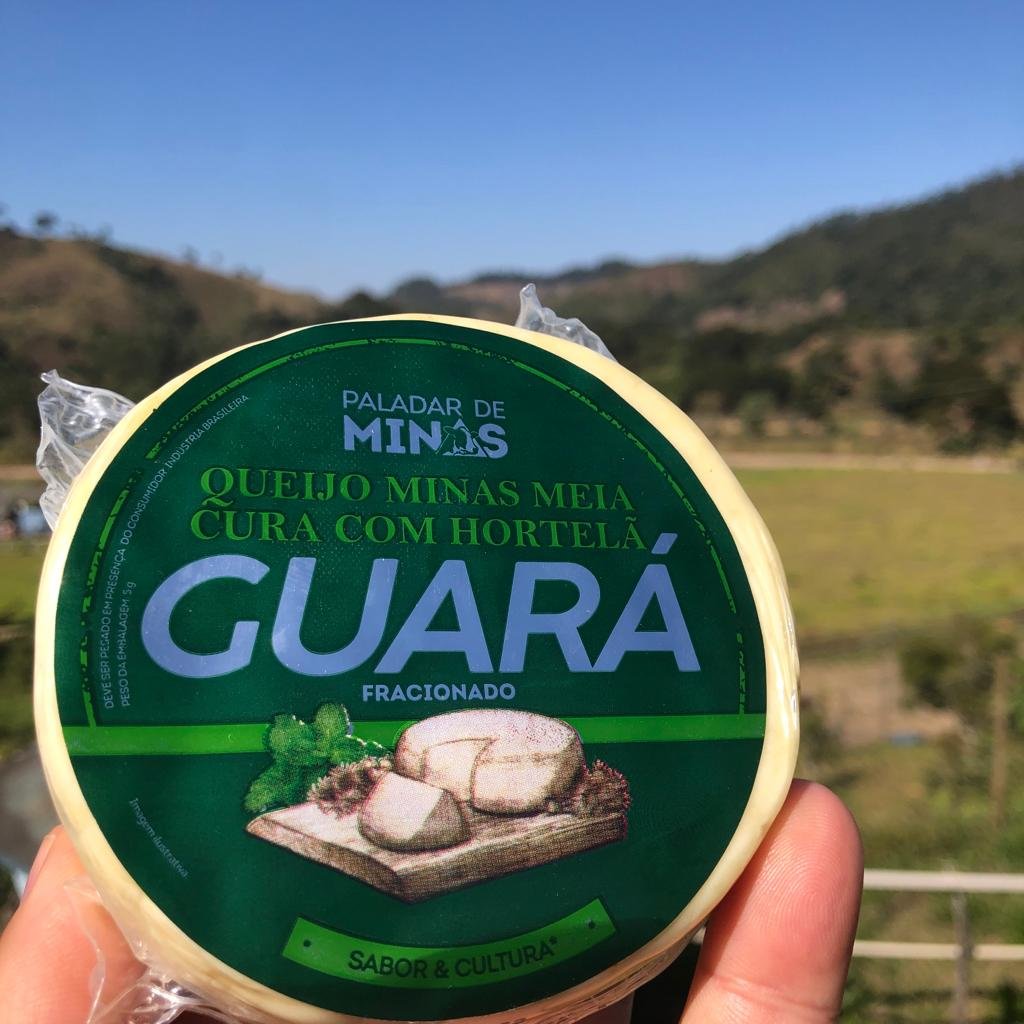 PALADAR DE
MINAS
QUEIJO MINAS MEIA
CURA COM HORTELÃ
GUARÁ
FRACIONADO
DEVE SER PESADO EM PRESENÇA DO CONSUMIDOR INDÚSTRIA BRASILEIRA
PESO DA EMBALAGEM: 5 g
Imagem ilustrativa
SABOR & CULTURA*